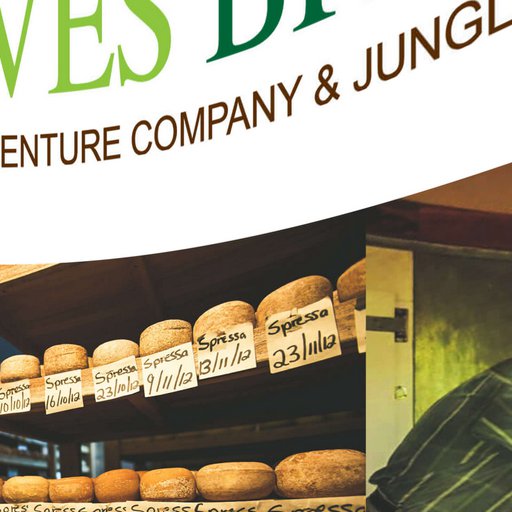 VES
ENTURE COMPANY & JUNGL
Spressa
10/10/12
Spressa
16/10/12
Spressa
23/10/12
Spressa
9/11/12
Spressa
13/11/12
Spressa
23/11/12
Spressa
Spressa
Spressa
Spressa